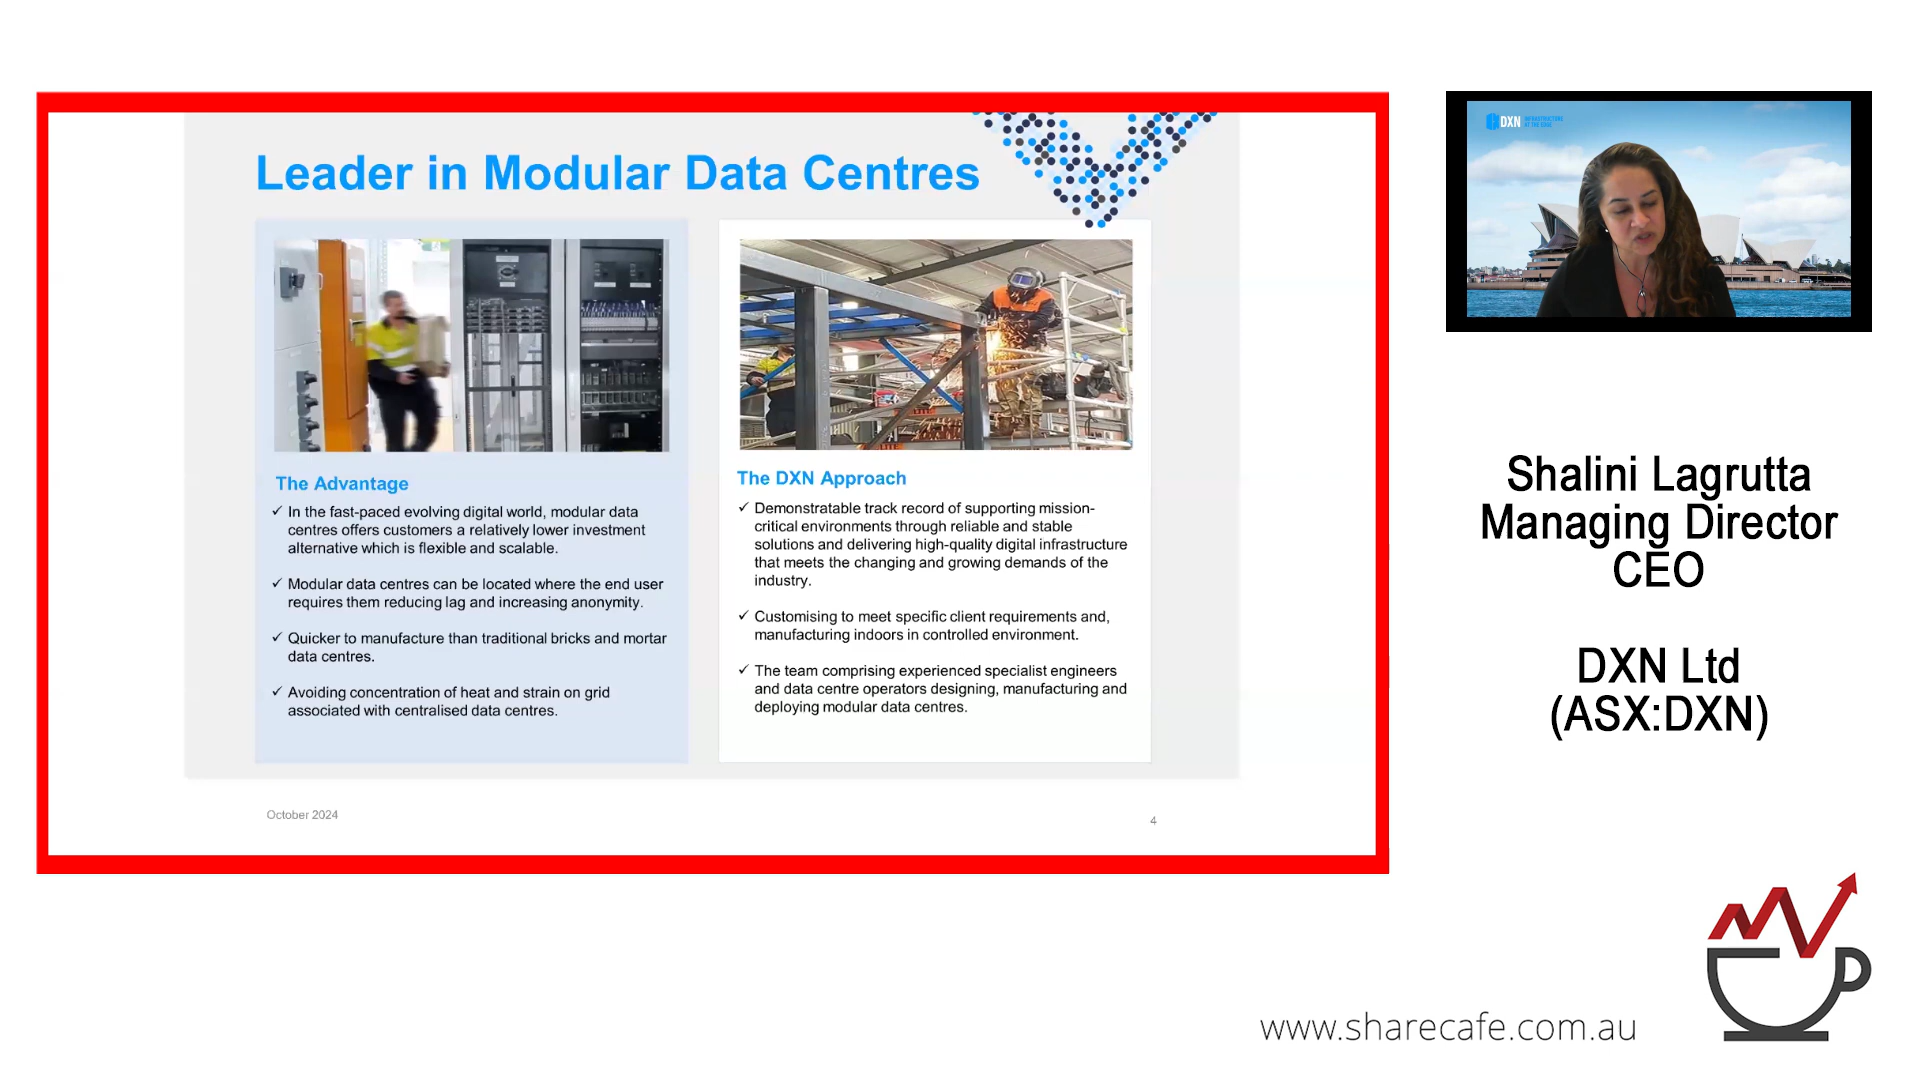 Leader in Modular Data Centres
The Advantage
✓ In the fast-paced evolving digital world, modular data
centres offers customers a relatively lower investment
alternative which is flexible and scalable.
✓ Modular data centres can be located where the end user
requires them reducing lag and increasing anonymity.
✓ Quicker to manufacture than traditional bricks and mortar
data centres.
✓ Avoiding concentration of heat and strain on grid
associated with centralised data centres.
The DXN Approach
✓ Demonstratable track record of supporting mission-
critical environments through reliable and stable
solutions and delivering high-quality digital infrastructure
that meets the changing and growing demands of the
industry.
✓ Customising to meet specific client requirements and,
manufacturing indoors in controlled environment.
✓ The team comprising experienced specialist engineers
and data centre operators designing, manufacturing and
deploying modular data centres.
October 2024
4
DXN
INFRASTRUCTURE
AT THE EDGE
Shalini Lagrutta
Managing Director
CEO
DXN Ltd
(ASX:DXN)
www.sharecafe.com.au